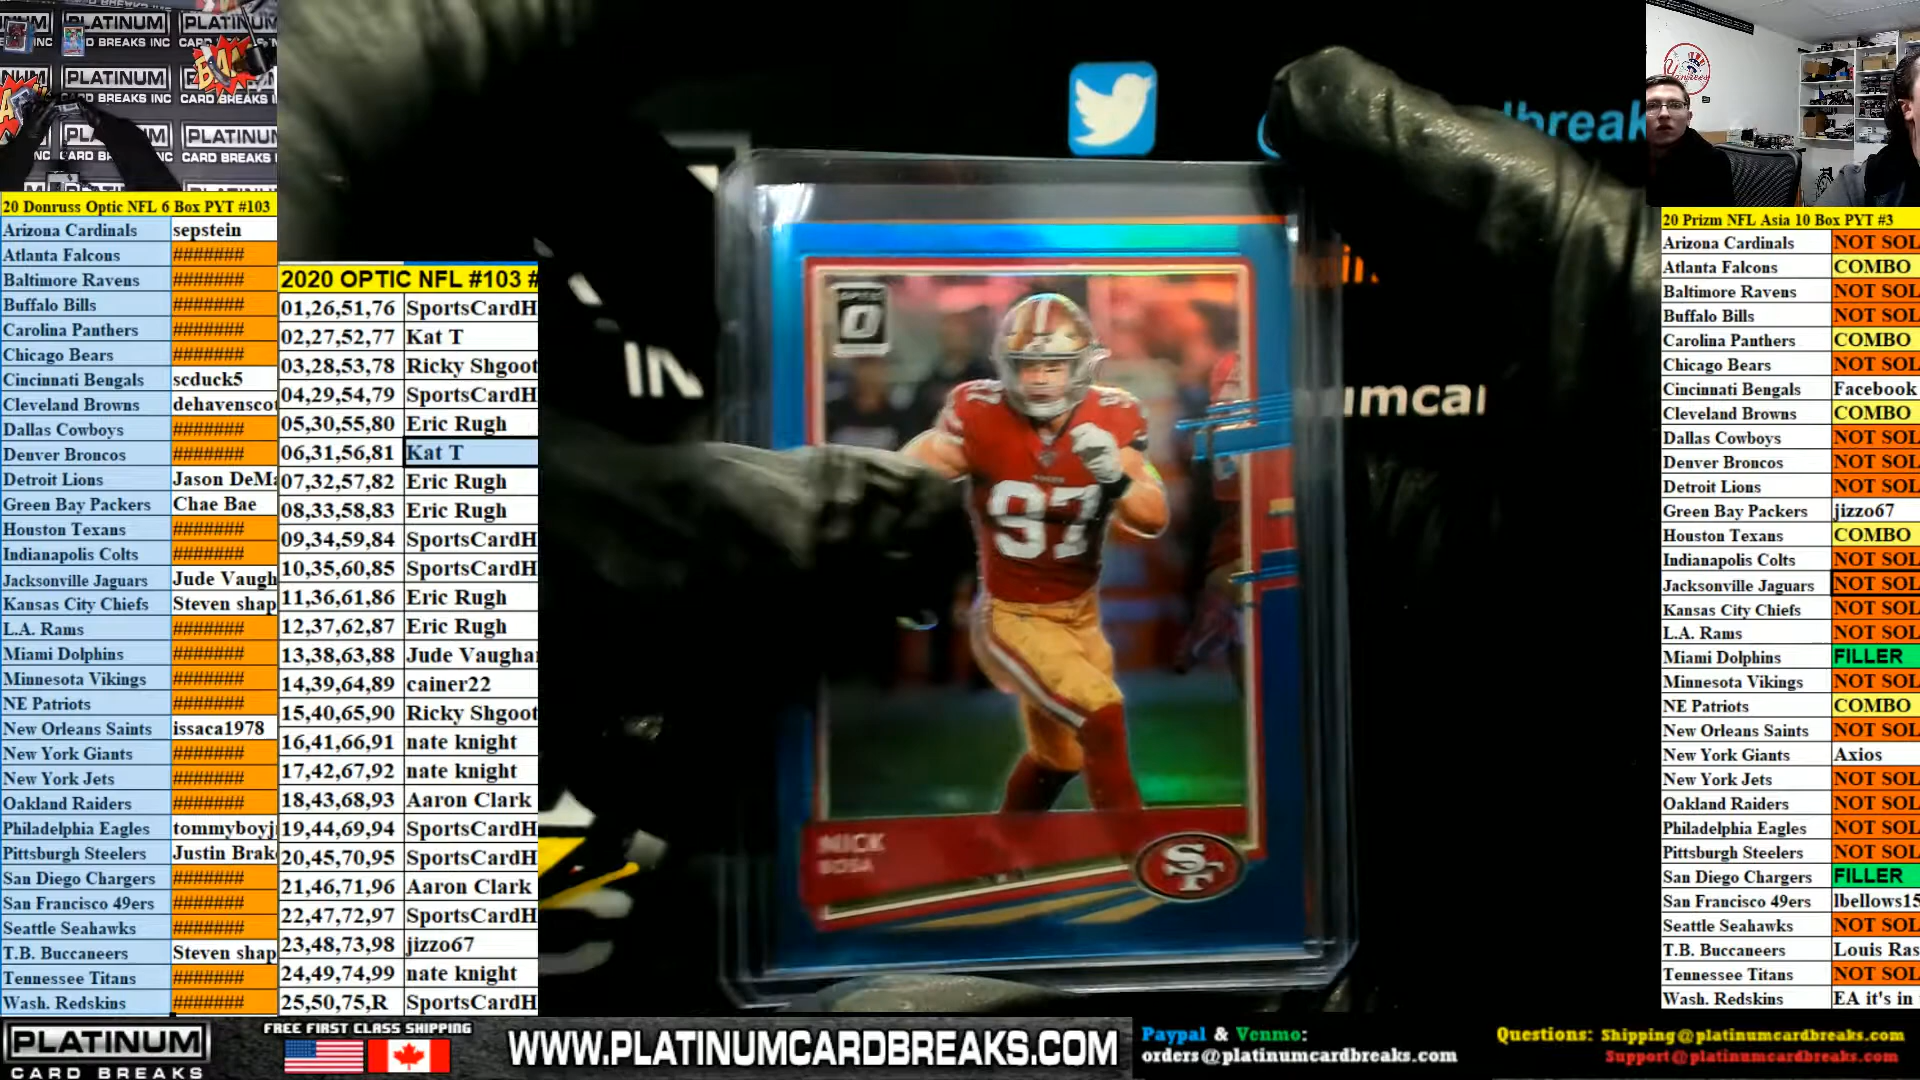 PLATINUM
CARD BREAKS INC
20 Donruss Optic NFL 6 Box PYT #103
Arizona Cardinals sepstein
Atlanta Falcons #######
Baltimore Ravens #######
Buffalo Bills #######
Carolina Panthers #######
Chicago Bears #######
Cincinnati Bengals scduck5
Cleveland Browns dehavenscot
Dallas Cowboys #######
Denver Broncos #######
Detroit Lions Jason DeMa
Green Bay Packers Chae Bae
Houston Texans #######
Indianapolis Colts #######
Jacksonville Jaguars Jude Vaugh
Kansas City Chiefs Steven shap
L.A. Rams #######
Miami Dolphins #######
Minnesota Vikings #######
NE Patriots #######
New Orleans Saints issaca1978
New York Giants #######
New York Jets #######
Oakland Raiders #######
Philadelphia Eagles tommyboyj
Pittsburgh Steelers Justin Brak
San Diego Chargers #######
San Francisco 49ers #######
Seattle Seahawks #######
T.B. Buccaneers Steven shap
Tennessee Titans #######
Wash. Redskins #######
2020 OPTIC NFL #103 #
01,26,51,76 SportsCardH
02,27,52,77 Kat T
03,28,53,78 Ricky Shgoot
04,29,54,79 SportsCardH
05,30,55,80 Eric Rugh
06,31,56,81 Kat T
07,32,57,82 Eric Rugh
08,33,58,83 Eric Rugh
09,34,59,84 SportsCardH
10,35,60,85 SportsCardH
11,36,61,86 Eric Rugh
12,37,62,87 Eric Rugh
13,38,63,88 Jude Vaughan
14,39,64,89 cainer22
15,40,65,90 Ricky Shgoot
16,41,66,91 nate knight
17,42,67,92 nate knight
18,43,68,93 Aaron Clark
19,44,69,94 SportsCardH
20,45,70,95 SportsCardH
21,46,71,96 Aaron Clark
22,47,72,97 SportsCardH
23,48,73,98 jizzo67
24,49,74,99 nate knight
25,50,75,R SportsCardH
dbreak
IN
umcar
97
NICK
BOSA
SF
Yankees
20 Prizm NFL Asia 10 Box PYT #3
Arizona Cardinals NOT SOL
Atlanta Falcons COMBO
Baltimore Ravens NOT SOL
Buffalo Bills NOT SOL
Carolina Panthers COMBO
Chicago Bears NOT SOL
Cincinnati Bengals Facebook
Cleveland Browns COMBO
Dallas Cowboys NOT SOL
Denver Broncos NOT SOL
Detroit Lions NOT SOL
Green Bay Packers jizzo67
Houston Texans COMBO
Indianapolis Colts NOT SOL
Jacksonville Jaguars NOT SOL
Kansas City Chiefs NOT SOL
L.A. Rams NOT SOL
Miami Dolphins FILLER
Minnesota Vikings NOT SOL
NE Patriots COMBO
New Orleans Saints NOT SOL
New York Giants Axios
New York Jets NOT SOL
Oakland Raiders NOT SOL
Philadelphia Eagles NOT SOL
Pittsburgh Steelers NOT SOL
San Diego Chargers FILLER
San Francisco 49ers lbellows15
Seattle Seahawks NOT SOL
T.B. Buccaneers Louis Ras
Tennessee Titans NOT SOL
Wash. Redskins EA it's in
PLATINUM
CARD BREAKS
FREE FIRST CLASS SHIPPING
WWW.PLATINUMCARDBREAKS.COM
Paypal & Venmo:
orders@platinumcardbreaks.com
Questions: Shipping@platinumcardbreaks.com
Support@platinumcardbreaks.com